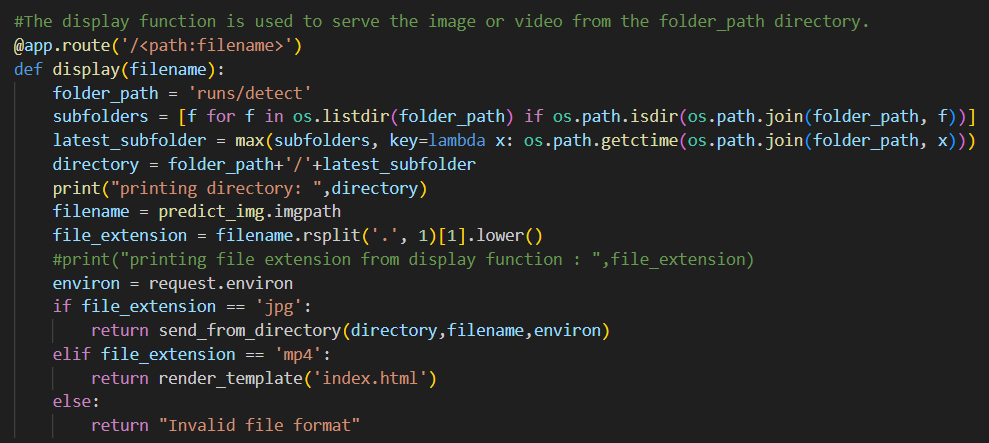 #The display function is used to serve the image or video from the folder_path directory.
@app.route('/<path:filename>')
def display(filename):
    folder_path = 'runs/detect'
    subfolders = [f for f in os.listdir(folder_path) if os.path.isdir(os.path.join(folder_path, f))]
    latest_subfolder = max(subfolders, key=lambda x: os.path.getctime(os.path.join(folder_path, x)))
    directory = folder_path+'/'+latest_subfolder
    print("printing directory: ",directory)
    filename = predict_img.imgpath
    file_extension = filename.rsplit('.', 1)[1].lower()
    #print("printing file extension from display function : ",file_extension)
    environ = request.environ
    if file_extension == 'jpg':
        return send_from_directory(directory,filename,environ)
    elif file_extension == 'mp4':
        return render_template('index.html')
    else:
        return "Invalid file format"